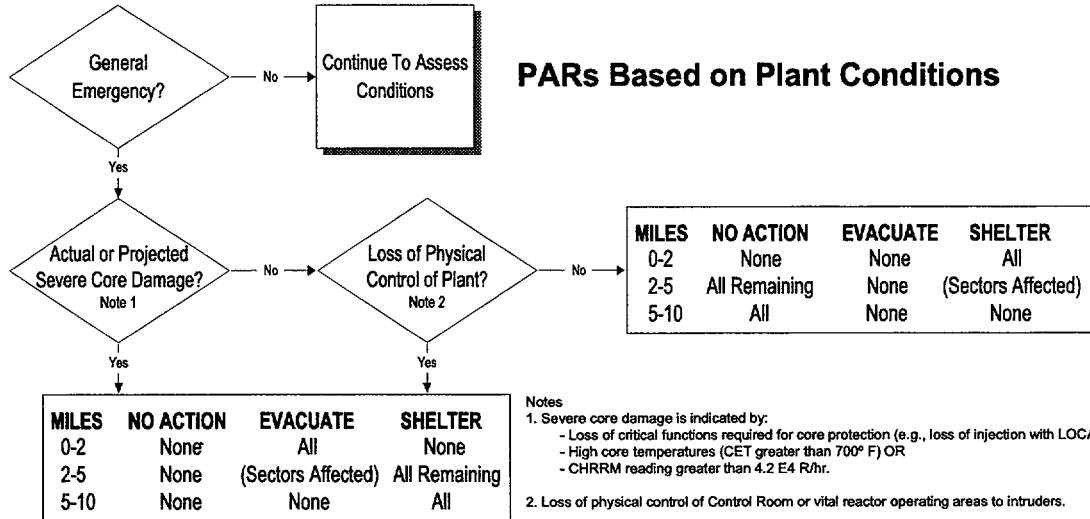 General
Emergency?
No
Continue To Assess
Conditions
PARs Based on Plant Conditions
Yes
Actual or Projected
Severe Core Damage?
Note 1
No
Loss of Physical
Control of Plant?
Note 2
No
MILES NO ACTION EVACUATE SHELTER
0-2 None None All
2-5 All Remaining None (Sectors Affected)
5-10 All None None
Yes
Yes
MILES NO ACTION EVACUATE SHELTER
0-2 None All None
2-5 None (Sectors Affected) All Remaining
5-10 None None All
Notes
1. Severe core damage is indicated by:
- Loss of critical functions required for core protection (e.g., loss of injection with LOCA
- High core temperatures (CET greater than 700º F) OR
- CHRRM reading greater than 4.2 E4 R/hr.
2. Loss of physical control of Control Room or vital reactor operating areas to intruders.